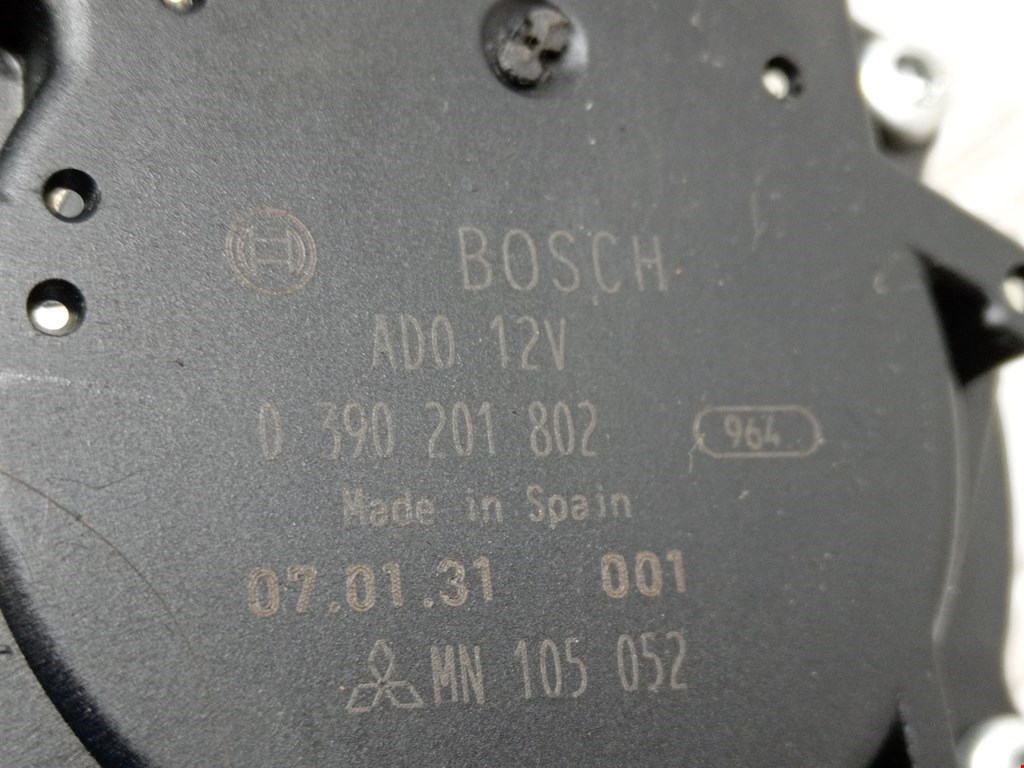 BOSCH
ADO 12V
0 390 201 802 964
Made in Spain
07.01.31 001
MN 105 052